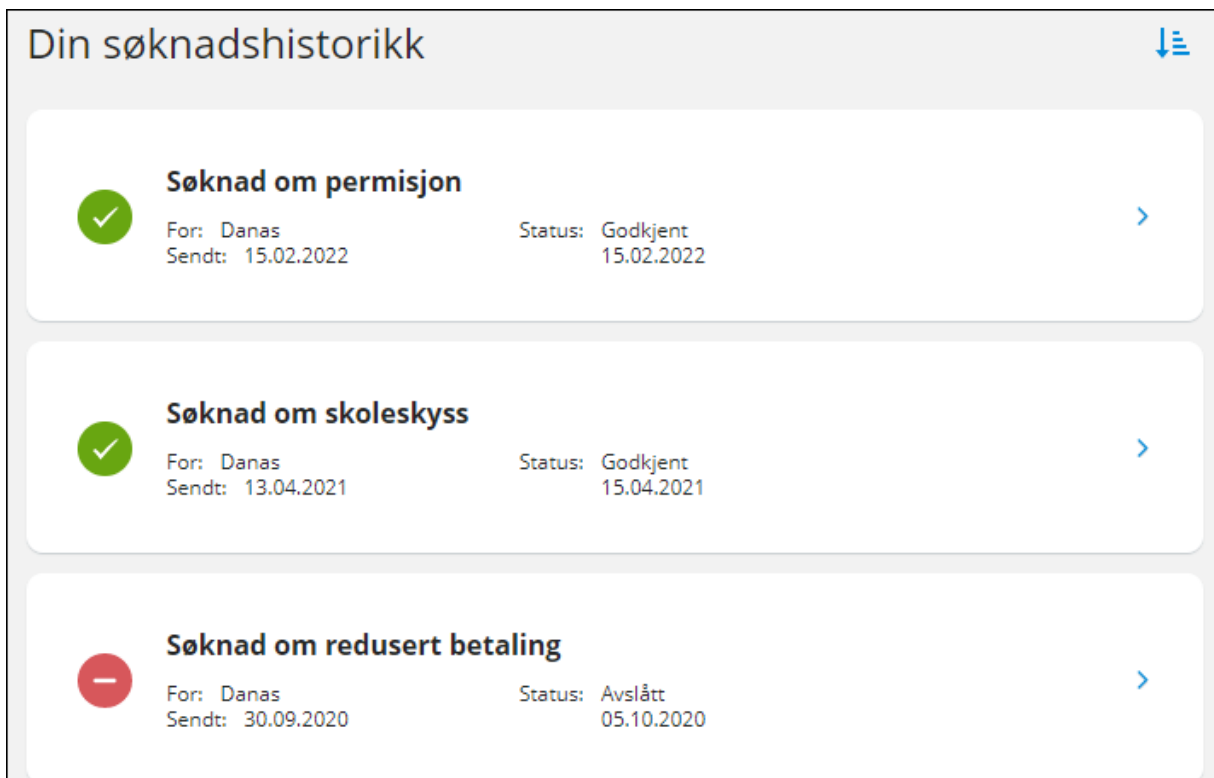 Din søknadshistorikk
Søknad om permisjon
For: Danas Status: Godkjent
Sendt: 15.02.2022 15.02.2022
Søknad om skoleskyss
For: Danas Status: Godkjent
Sendt: 13.04.2021 15.04.2021
Søknad om redusert betaling
For: Danas Status: Avslått
Sendt: 30.09.2020 05.10.2020